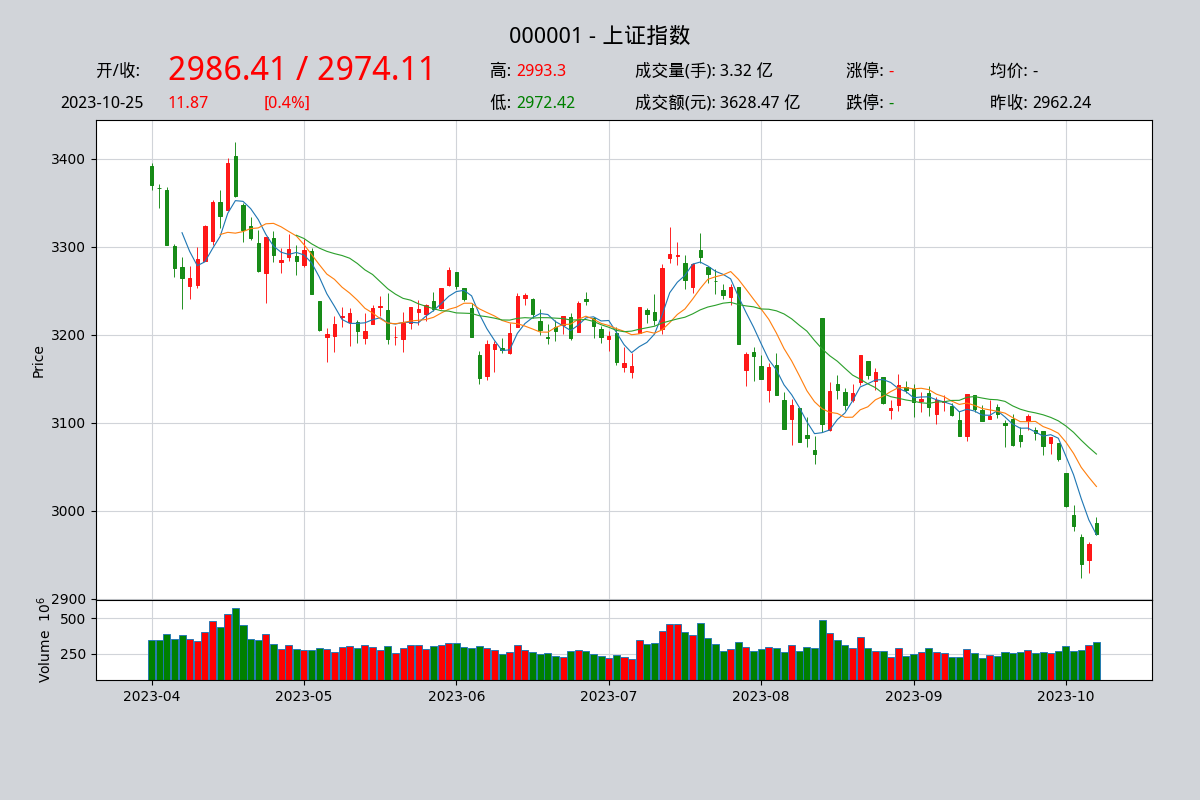 000001 - 上证指数
开/收: 2986.41 / 2974.11 高: 2993.3 成交量(手): 3.32 亿 涨停: - 均价: -
2023-10-25 11.87 [0.4%] 低: 2972.42 成交额(元): 3628.47 亿 跌停: - 昨收: 2962.24
3400
3300
3200
Price
3100
3000
2900
500
250
Volume 10^6
2023-04 2023-05 2023-06 2023-07 2023-08 2023-09 2023-10